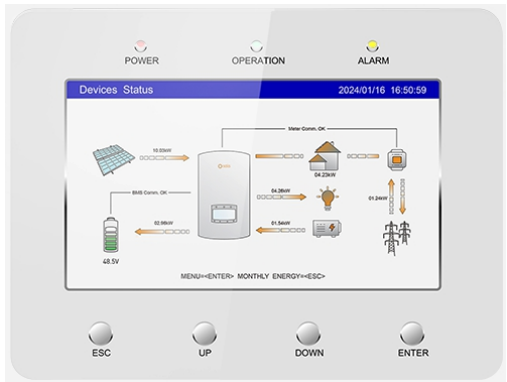 POWER OPERATION ALARM
Devices Status 2024/01/16 16:50:59
Meter Comm. OK
10.03kW
04.23kW
BMS Comm. OK
04.26kW
01.24kW
02.66kW
01.54kW
48.5V
MENU=<ENTER> MONTHLY ENERGY=<ESC>
ESC UP DOWN ENTER